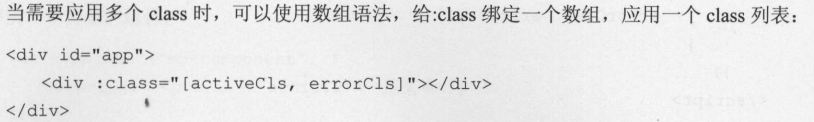 当需要应用多个 class 时，可以使用数组语法，给:class 绑定一个数组，应用一个 class 列表：
<div id="app">
<div :class="[activeCls, errorCls]"></div>
</div>